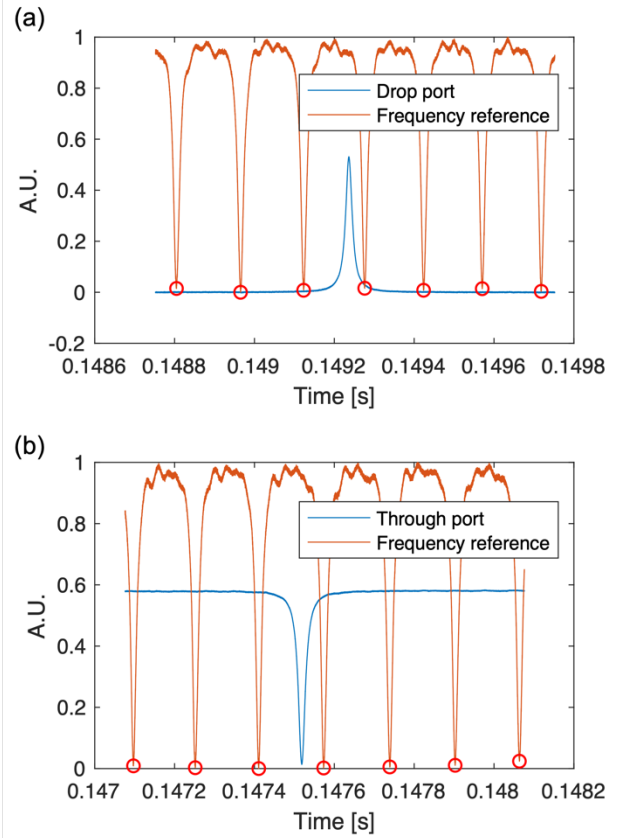 (a)
1
0.8
0.6
0.4
0.2
0
-0.2
A.U.
Drop port
Frequency reference
0.1486 0.1488 0.149 0.1492 0.1494 0.1496 0.1498
Time [s]
(b)
1
0.8
0.6
0.4
0.2
0
A.U.
Through port
Frequency reference
0.147 0.1472 0.1474 0.1476 0.1478 0.148 0.1482
Time [s]